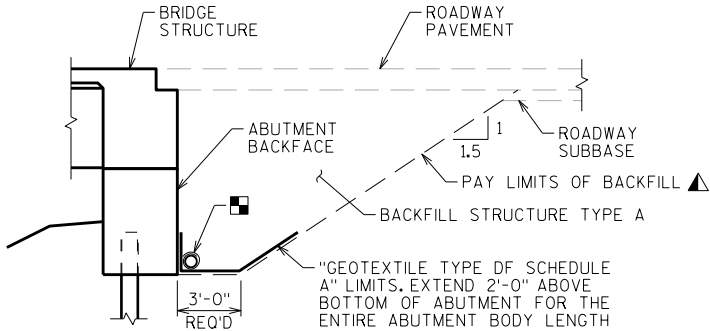 BRIDGE
STRUCTURE
ROADWAY
PAVEMENT
ABUTMENT
BACKFACE
1
1.5
ROADWAY
SUBBASE
PAY LIMITS OF BACKFILL
BACKFILL STRUCTURE TYPE A
"GEOTEXTILE TYPE DF SCHEDULE
A" LIMITS. EXTEND 2'-0" ABOVE
BOTTOM OF ABUTMENT FOR THE
ENTIRE ABUTMENT BODY LENGTH
3'-0"
REQ'D